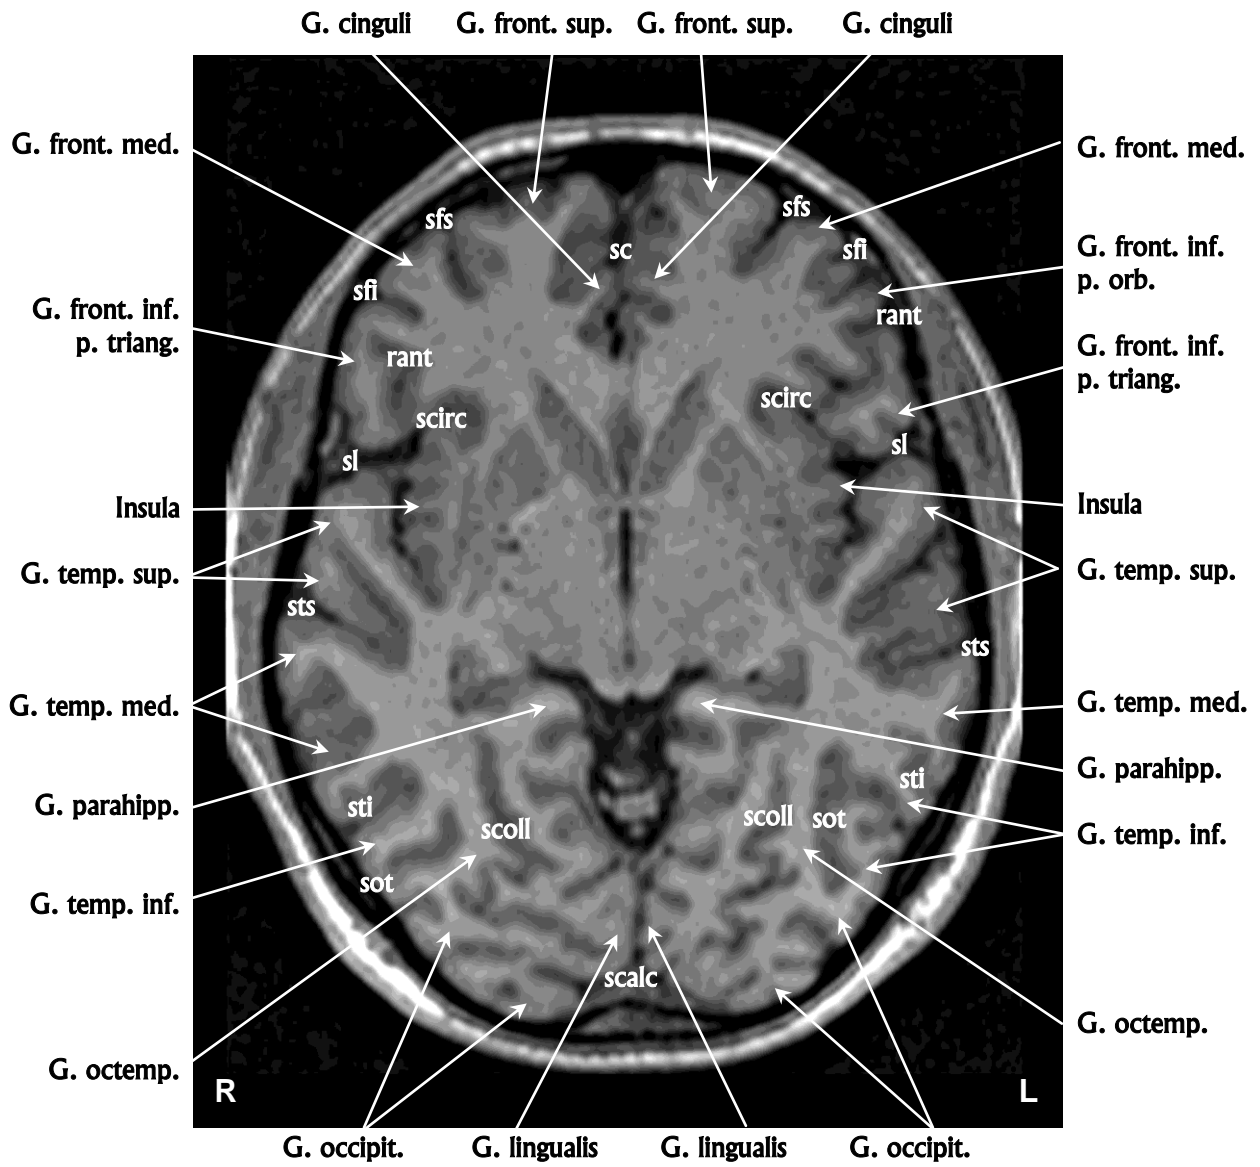 G. cinguli
G. front. sup.
G. front. sup.
G. cinguli
G. front. med.
G. front. med.
sfs
sfs
sc
sfi
G. front. inf.
p. orb.
sfi
G. front. inf.
p. triang.
rant
rant
G. front. inf.
p. triang.
scirc
scirc
sl
sl
Insula
Insula
G. temp. sup.
G. temp. sup.
sts
sts
G. temp. med.
G. temp. med.
G. parahipp.
G. parahipp.
sti
sti
scoll
scoll
sot
G. temp. inf.
sot
G. temp. inf.
scalc
G. octemp.
G. octemp.
R
L
G. occipit.
G. lingualis
G. lingualis
G. occipit.